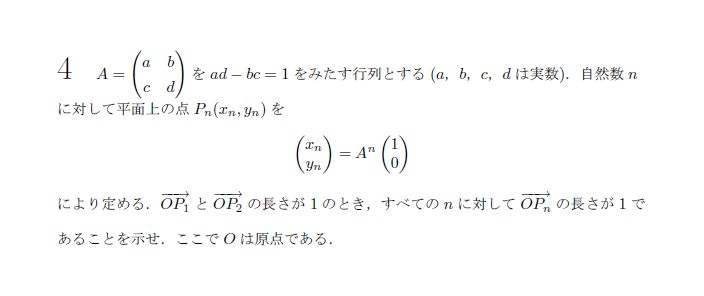 4 A = \begin{pmatrix} a & b \\ c & d \end{pmatrix} を ad − bc = 1 をみたす行列とする (a, b, c, d は実数). 自然数 n
に対して平面上の点 P_n(x_n, y_n) を
\begin{pmatrix} x_n \\ y_n \end{pmatrix} = A^n \begin{pmatrix} 1 \\ 0 \end{pmatrix}
により定める. \overrightarrow{OP_1} と \overrightarrow{OP_2} の長さが 1 のとき, すべての n に対して \overrightarrow{OP_n} の長さが 1 で
あることを示せ. ここで O は原点である.